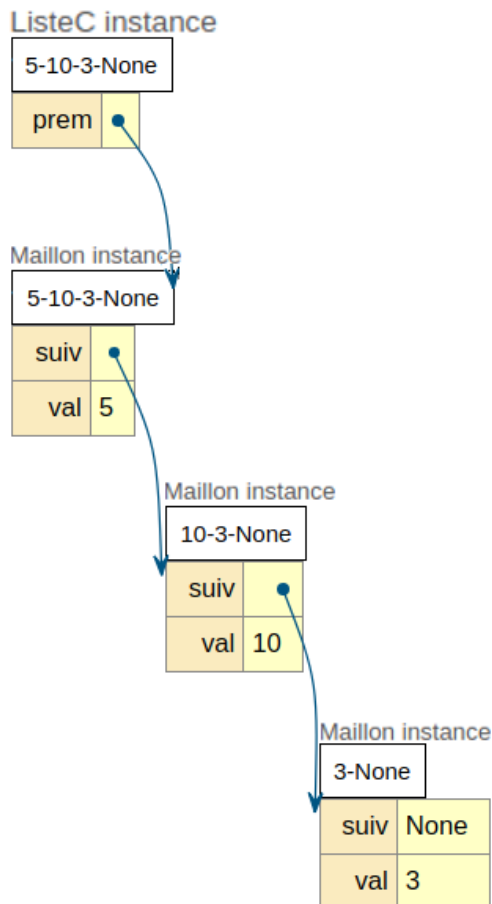 ListeC instance
5-10-3-None
prem
Maillon instance
5-10-3-None
suiv
val 5
Maillon instance
10-3-None
suiv
val 10
Maillon instance
3-None
suiv None
val 3